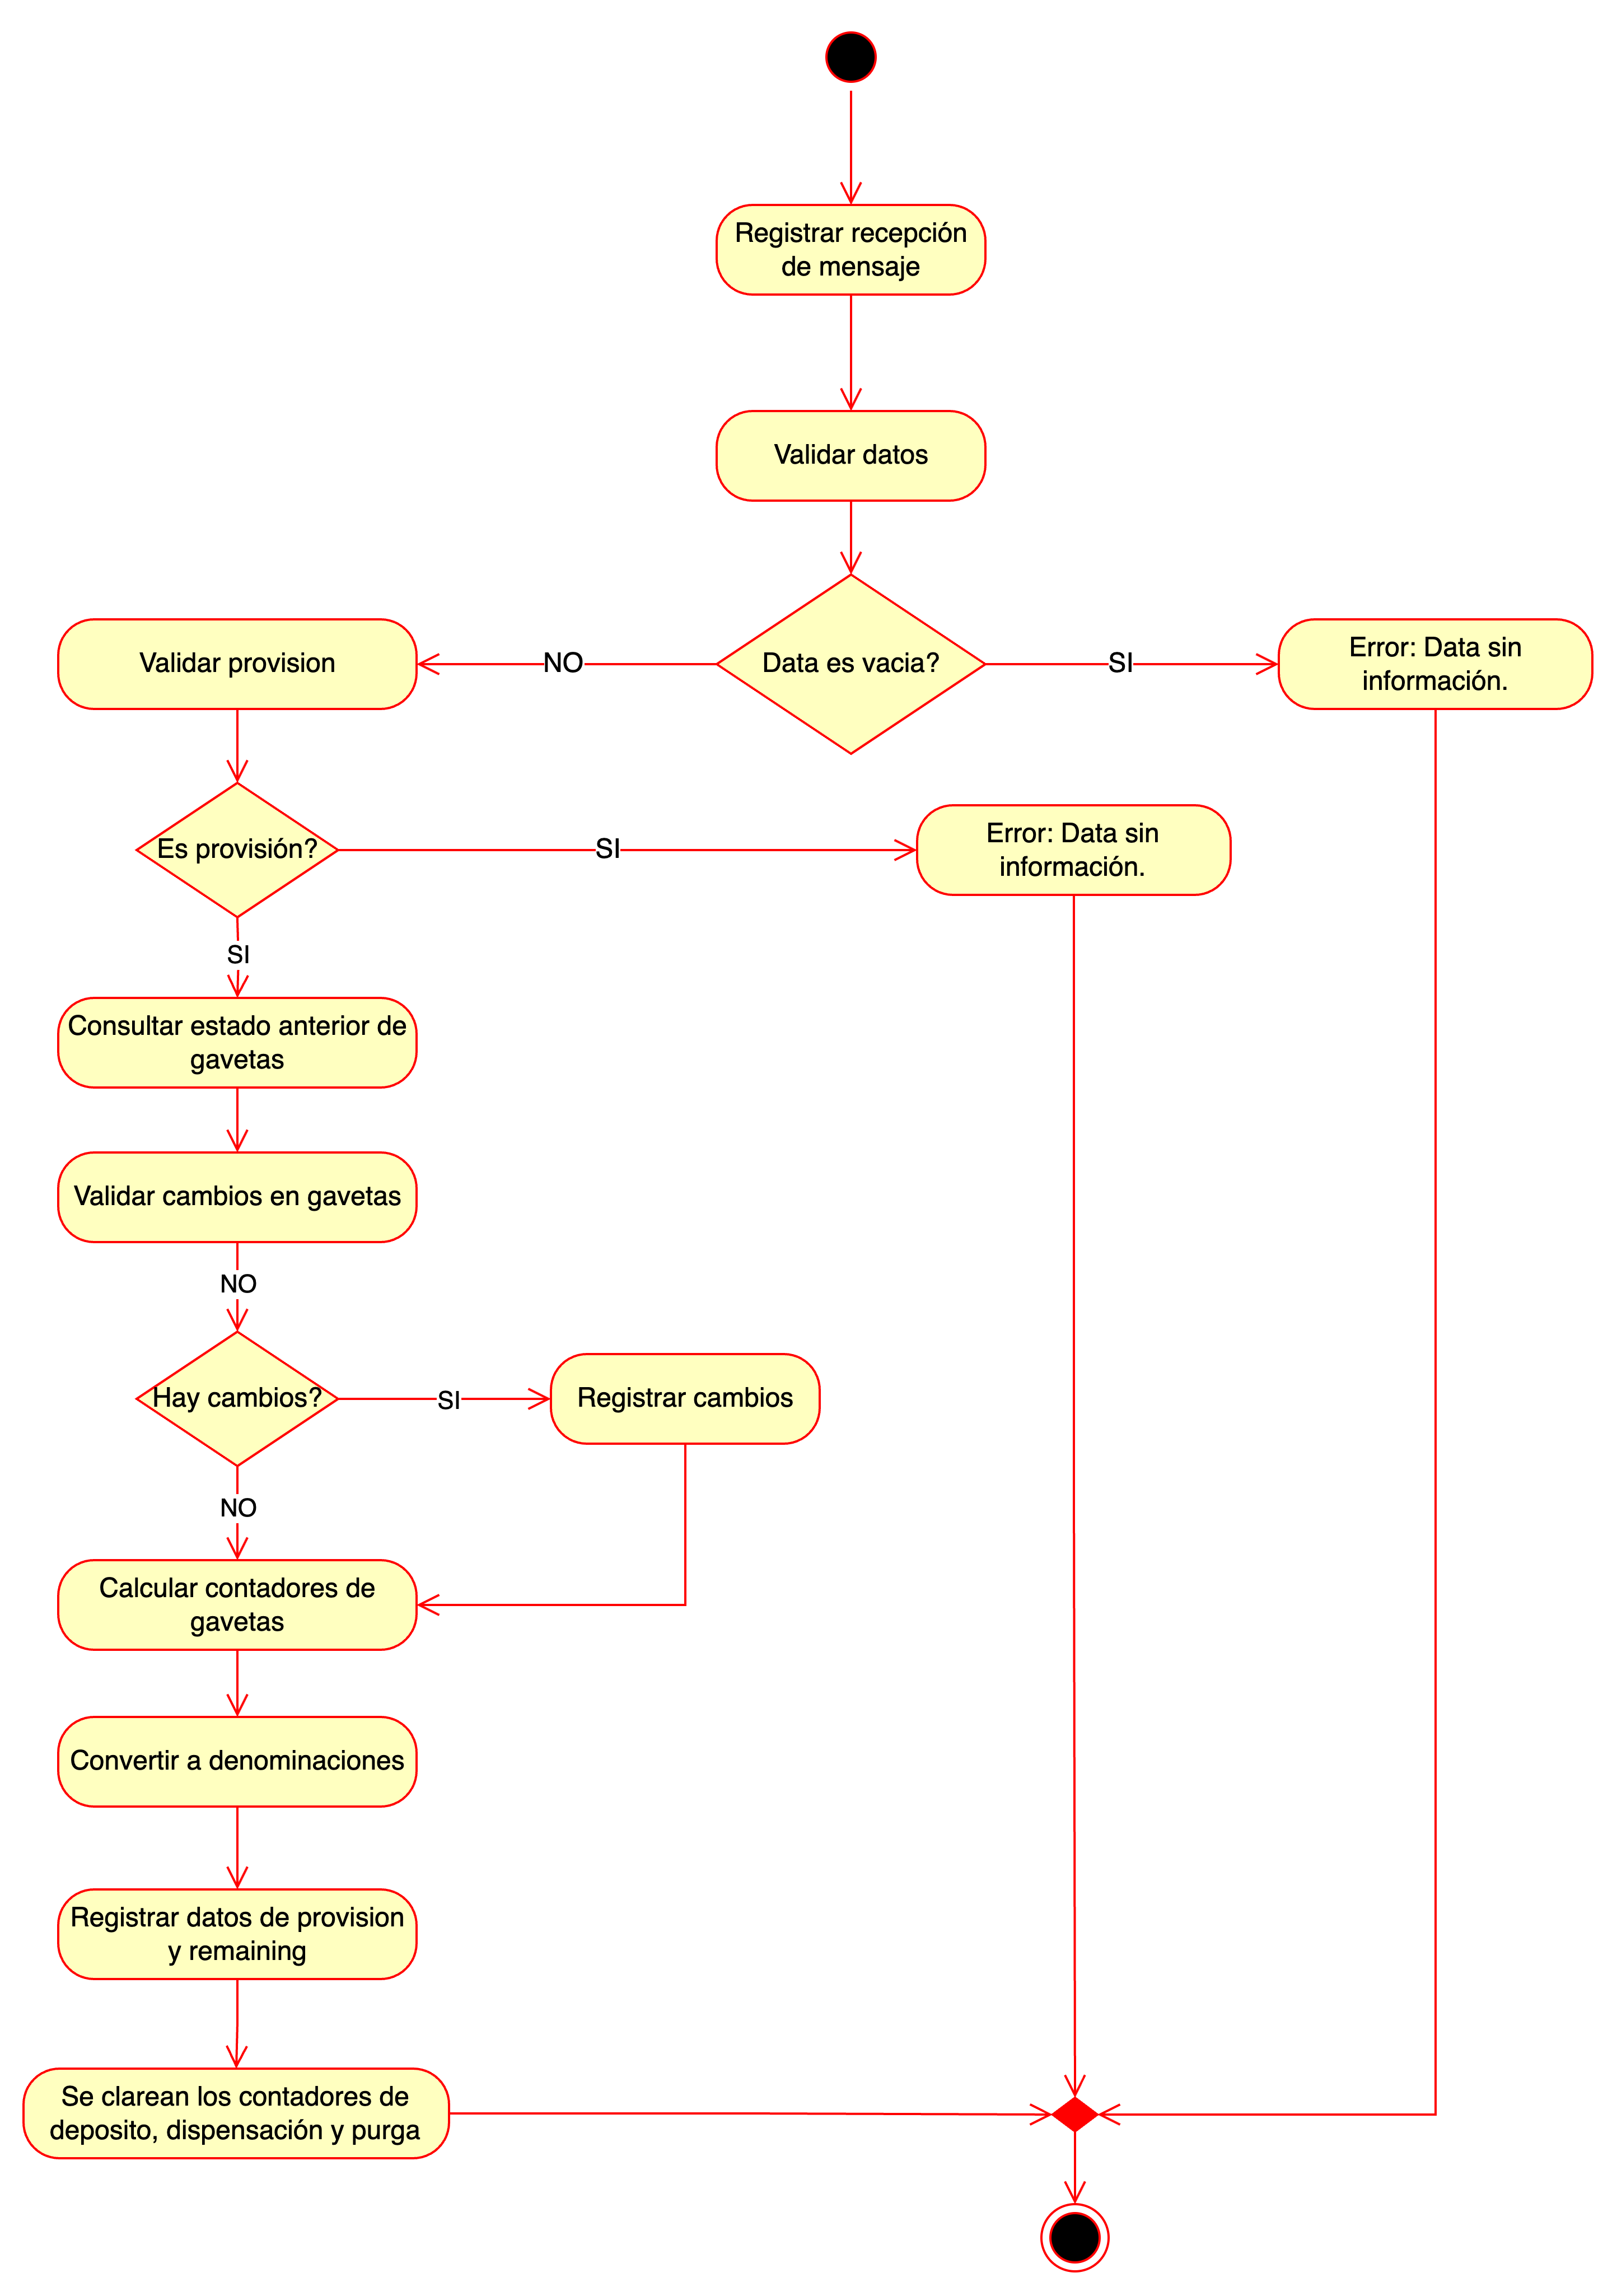 Registrar recepción
de mensaje
Validar datos
Validar provision
NO
Data es vacia?
SI
Error: Data sin
información.
Es provisión?
SI
Error: Data sin
información.
SI
Consultar estado anterior de
gavetas
Validar cambios en gavetas
NO
Hay cambios?
SI
Registrar cambios
NO
Calcular contadores de
gavetas
Convertir a denominaciones
Registrar datos de provision
y remaining
Se clarean los contadores de
deposito, dispensación y purga